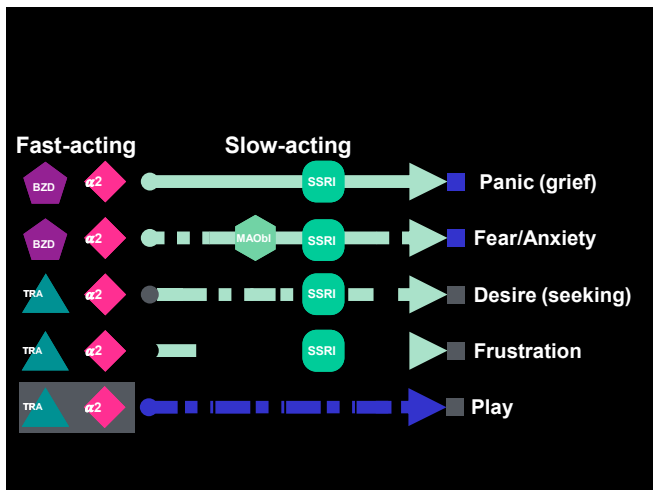 Fast-acting Slow-acting
BZD α2 SSRI Panic (grief)
BZD α2 MAObI SSRI Fear/Anxiety
TRA α2 SSRI Desire (seeking)
TRA α2 SSRI Frustration
TRA α2 Play